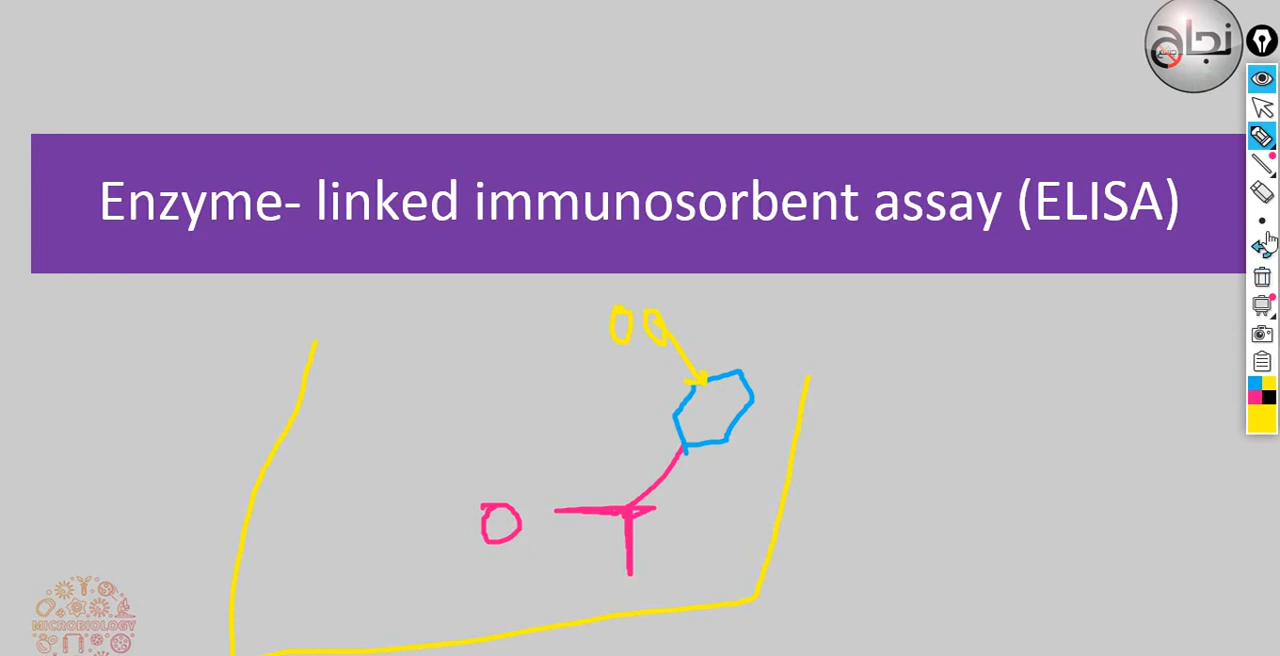 نجاح
Enzyme- linked immunosorbent assay (ELISA)
MICROBIOLOGY